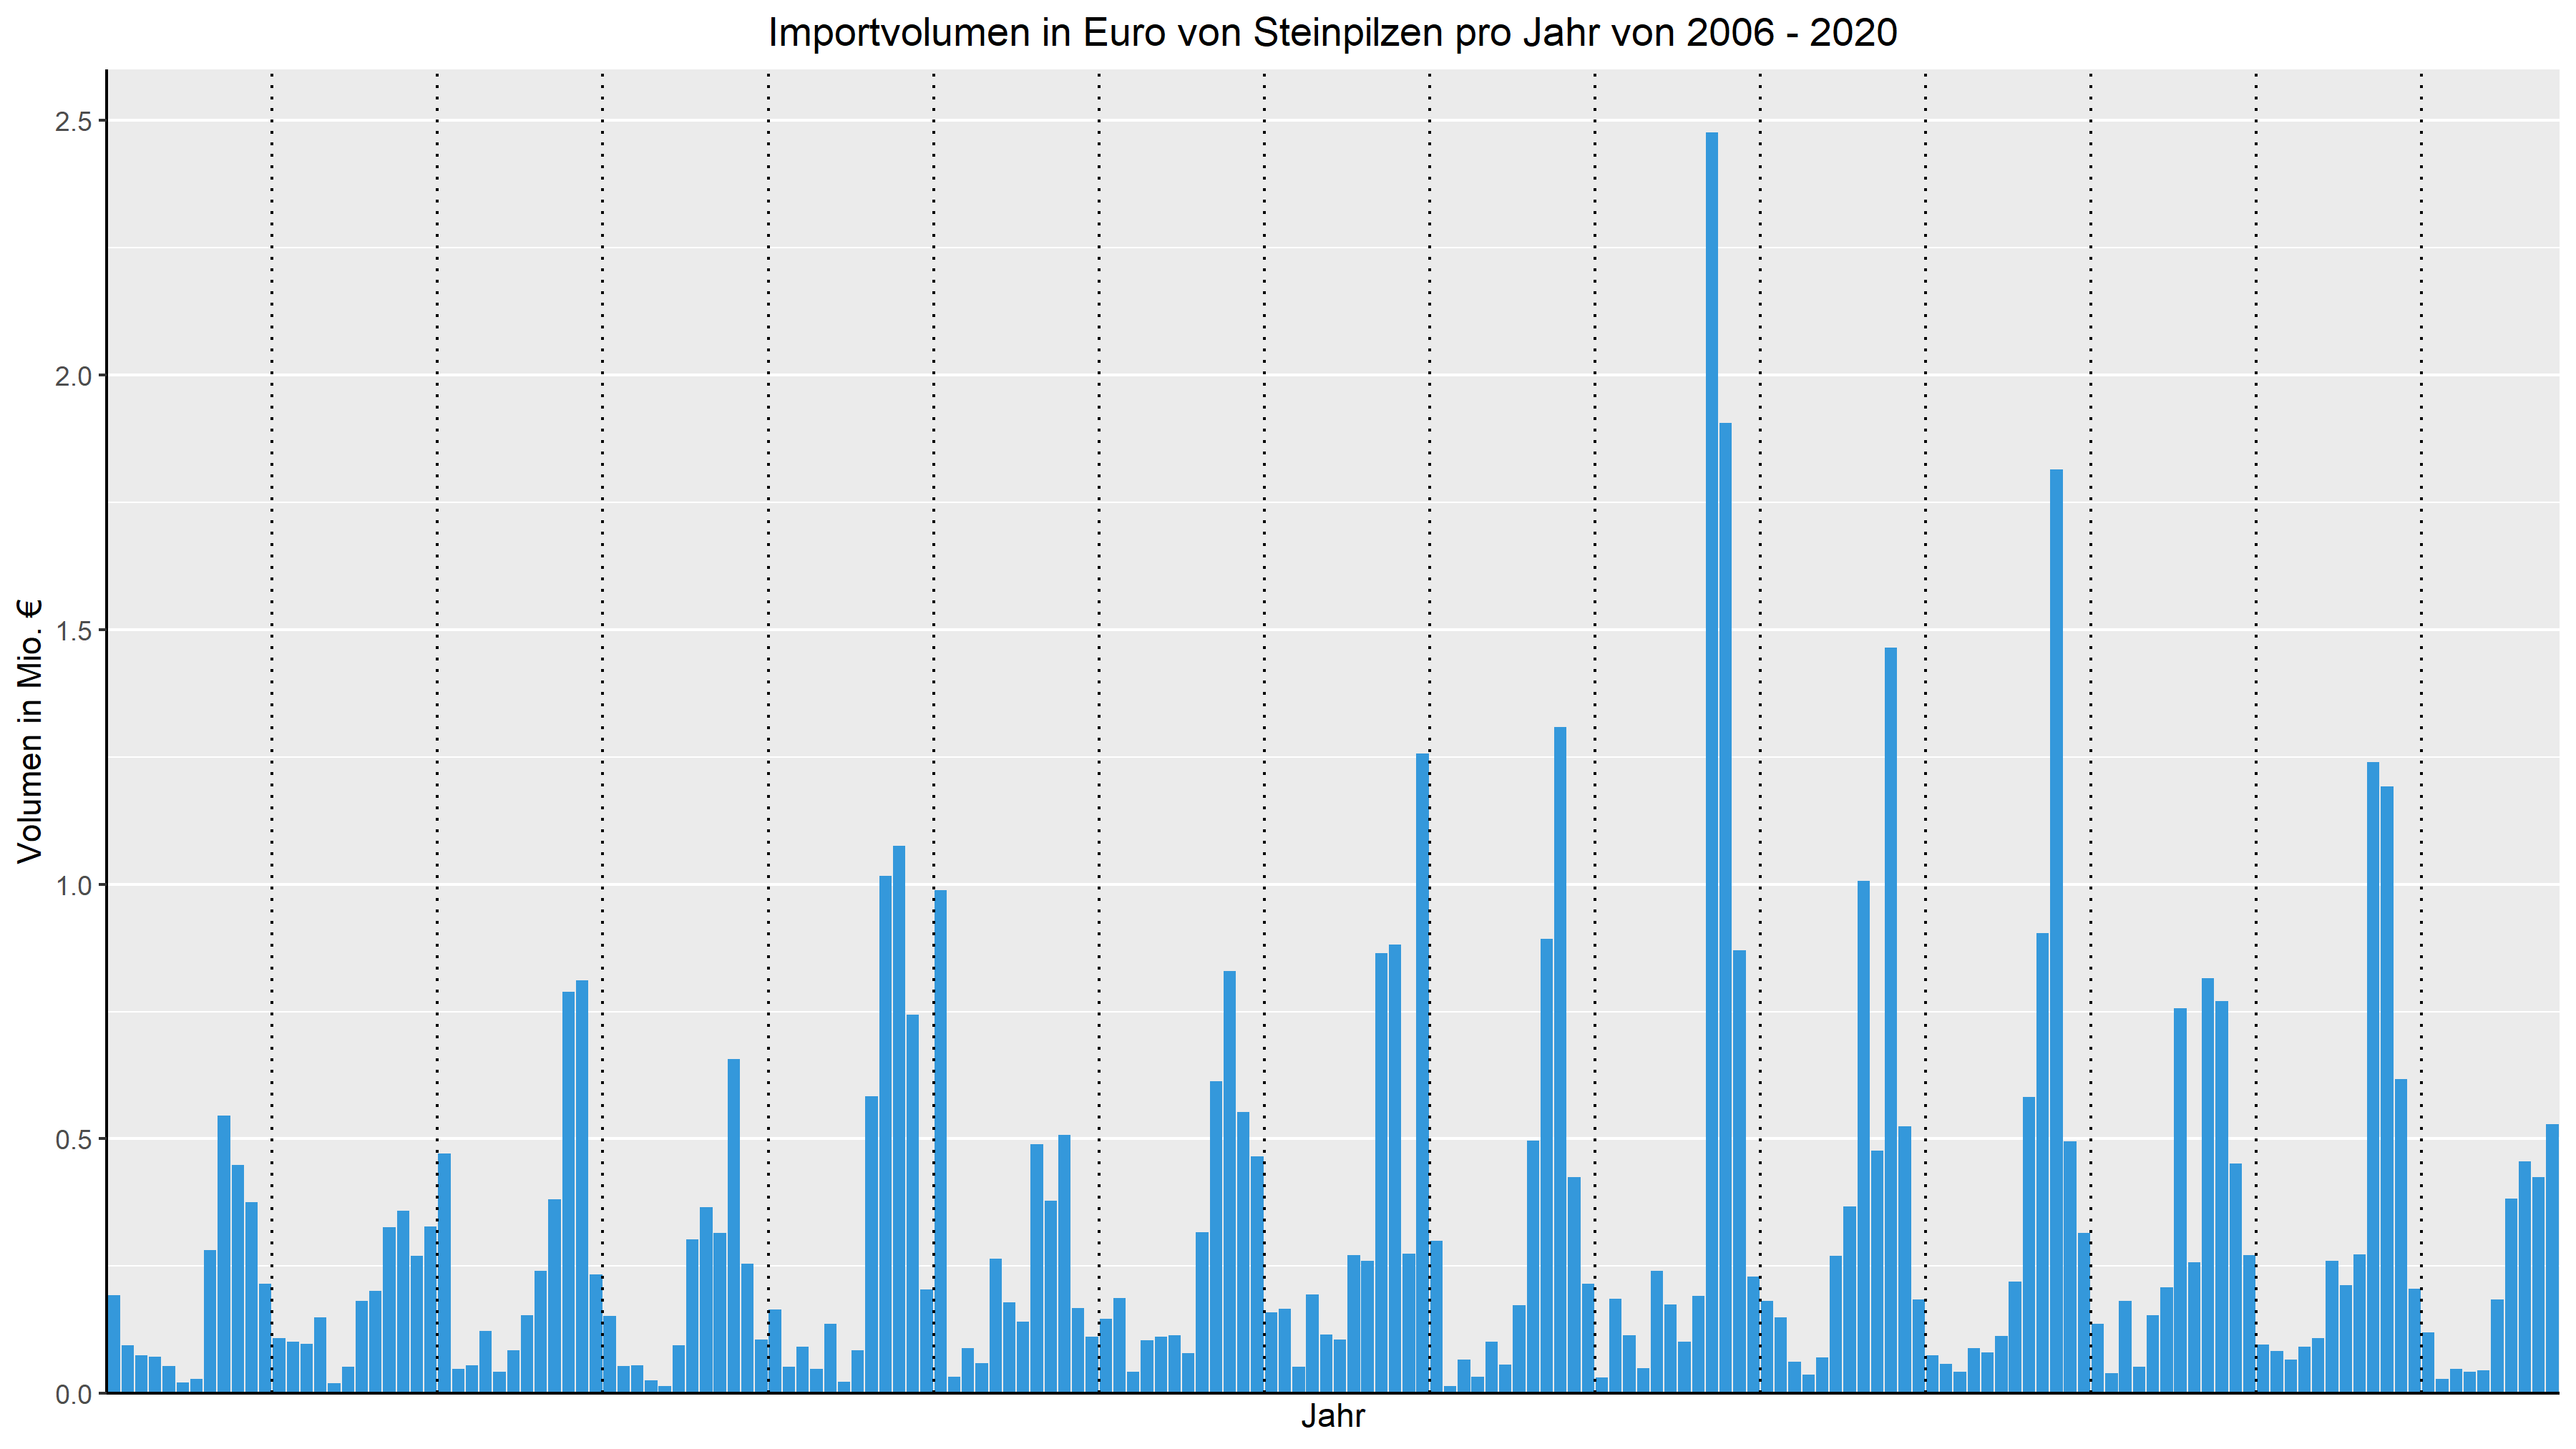 Importvolumen in Euro von Steinpilzen pro Jahr von 2006 - 2020
Volumen in Mio. €
2.5
2.0
1.5
1.0
0.5
0.0
Jahr